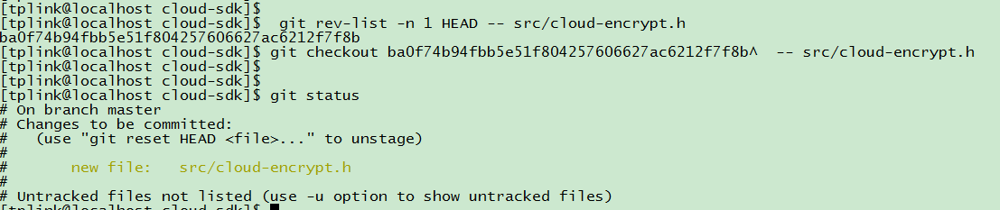 [tplink@localhost cloud-sdk]$
[tplink@localhost cloud-sdk]$  git rev-list -n 1 HEAD -- src/cloud-encrypt.h
ba0f74b94fbb5e51f804257606627ac6212f7f8b
[tplink@localhost cloud-sdk]$ git checkout ba0f74b94fbb5e51f804257606627ac6212f7f8b^  -- src/cloud-encrypt.h
[tplink@localhost cloud-sdk]$
[tplink@localhost cloud-sdk]$
[tplink@localhost cloud-sdk]$ git status
# On branch master
# Changes to be committed:
#   (use "git reset HEAD <file>..." to unstage)
#
#       new file:   src/cloud-encrypt.h
#
# Untracked files not listed (use -u option to show untracked files)
[tplink@localhost cloud-sdk]$